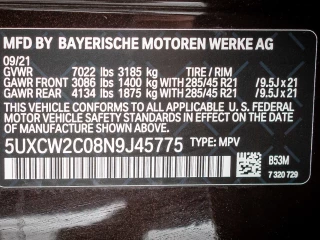 MFD BY BAYERISCHE MOTOREN WERKE AG
09/21
GVWR 7022 lbs 3185 kg TIRE / RIM
GAWR FRONT 3086 lbs 1400 kg WITH 285/45 R21 / 9.5J x 21
GAWR REAR 4134 lbs 1875 kg WITH 285/45 R21 / 9.5J x 21
THIS VEHICLE CONFORMS TO ALL APPLICABLE U.S. FEDERAL MOTOR
VEHICLE SAFETY STANDARDS IN EFFECT ON THE DATE OF
MANUFACTURE SHOWN ABOVE.
5UXCW2C08N9J45775 TYPE: MPV
B53M
7 320 729